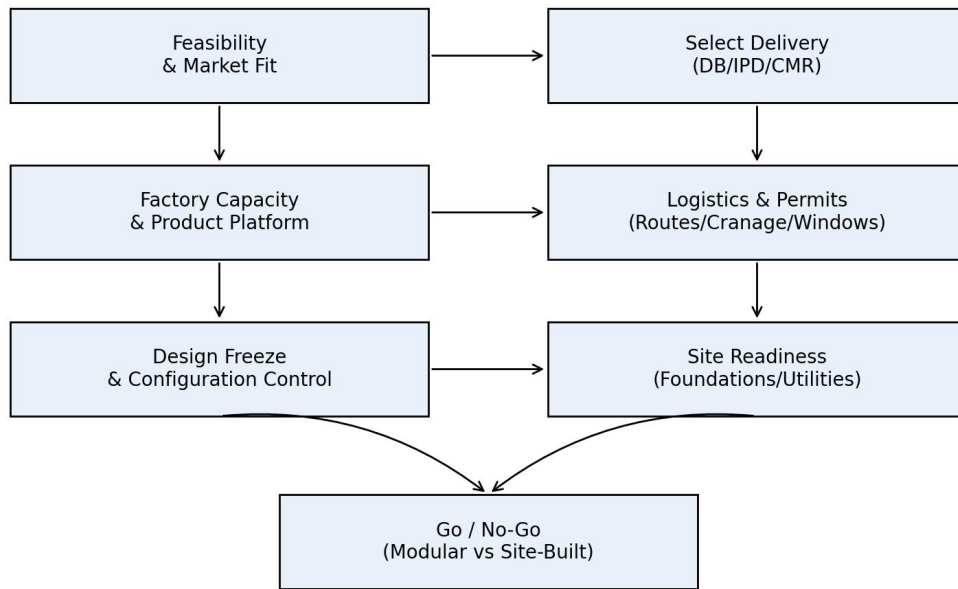 Feasibility
& Market Fit
Select Delivery
(DB/IPD/CMR)
Factory Capacity
& Product Platform
Logistics & Permits
(Routes/Cranage/Windows)
Design Freeze
& Configuration Control
Site Readiness
(Foundations/Utilities)
Go / No-Go
(Modular vs Site-Built)